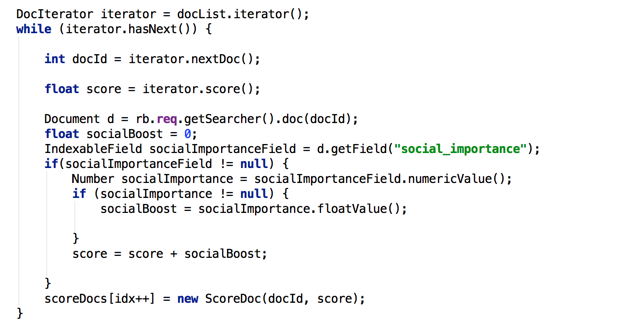 DocIterator iterator = docList.iterator();
while (iterator.hasNext()) {
int docId = iterator.nextDoc();
float score = iterator.score();
Document d = rb.req.getSearcher().doc(docId);
float socialBoost = 0;
IndexableField socialImportanceField = d.getField("social_importance");
if(socialImportanceField != null) {
Number socialImportance = socialImportanceField.numericValue();
if (socialImportance != null) {
socialBoost = socialImportance.floatValue();
}
score = score + socialBoost;
}
scoreDocs[idx++] = new ScoreDoc(docId, score);
}